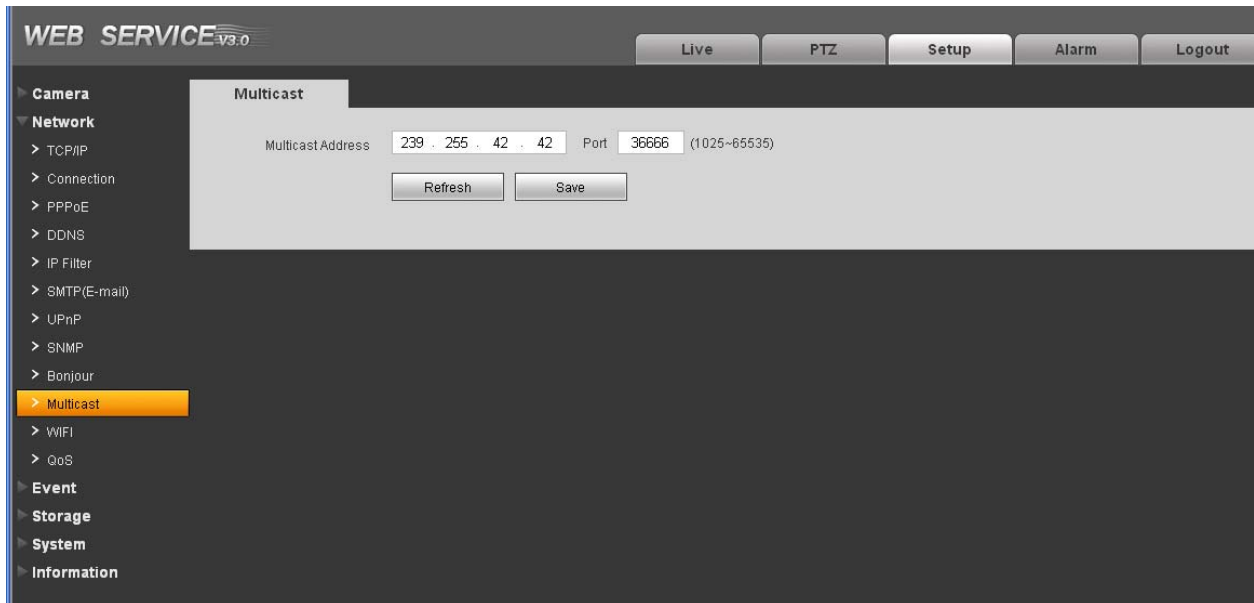 WEB SERVICE V3.0
Live PTZ Setup Alarm Logout
Camera
Network
> TCP/IP
> Connection
> PPPoE
> DDNS
> IP Filter
> SMTP(E-mail)
> UPnP
> SNMP
> Bonjour
> Multicast
> WIFI
> QoS
Event
Storage
System
Information
Multicast
Multicast Address 239 . 255 . 42 . 42 Port 36666 (1025~65535)
Refresh Save